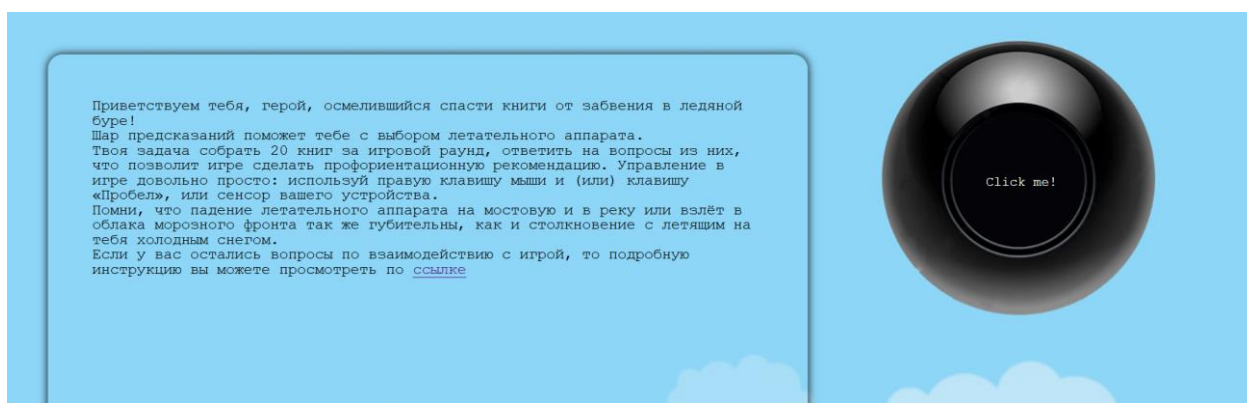 Приветствуем тебя, герой, осмелившийся спасти книги от забвения в ледяной
буре!
Шар предсказаний поможет тебе с выбором летательного аппарата.
Твоя задача собрать 20 книг за игровой раунд, ответить на вопросы из них,
что позволит игре сделать профориентационную рекомендацию. Управление в
игре довольно просто: используй правую клавишу мыши и (или) клавишу
«Пробел», или сенсор вашего устройства.
Помни, что падение летательного аппарата на мостовую и в реку или взлёт в
облака морозного фронта так же губительны, как и столкновение с летящим на
тебя холодным снегом.
Если у вас остались вопросы по взаимодействию с игрой, то подробную
инструкцию вы можете просмотреть по ссылке
Click me!